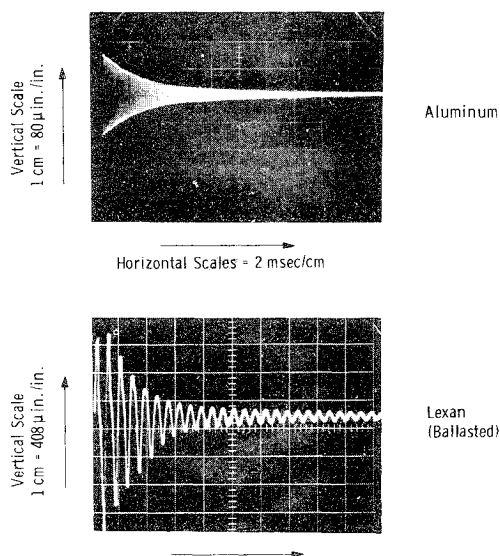 Vertical Scale
1 cm = 80 μ in./in.
Aluminum
Horizontal Scales = 2 msec/cm
Vertical Scale
1 cm = 408 μ in./in.
Lexan
(Ballasted)